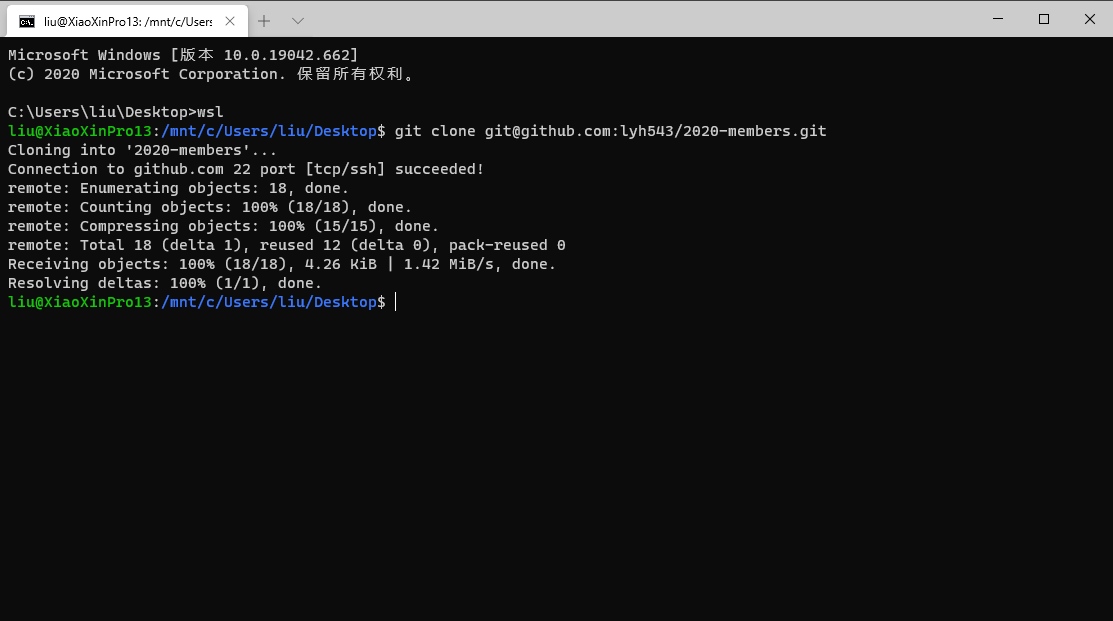 liu@XiaoXinPro13: /mnt/c/Users
Microsoft Windows [版本 10.0.19042.662]
(c) 2020 Microsoft Corporation. 保留所有权利。
C:\Users\liu\Desktop>wsl
liu@XiaoXinPro13:/mnt/c/Users/liu/Desktop$ git clone git@github.com:lyh543/2020-members.git
Cloning into '2020-members'...
Connection to github.com 22 port [tcp/ssh] succeeded!
remote: Enumerating objects: 18, done.
remote: Counting objects: 100% (18/18), done.
remote: Compressing objects: 100% (15/15), done.
remote: Total 18 (delta 1), reused 12 (delta 0), pack-reused 0
Receiving objects: 100% (18/18), 4.26 KiB | 1.42 MiB/s, done.
Resolving deltas: 100% (1/1), done.
liu@XiaoXinPro13:/mnt/c/Users/liu/Desktop$